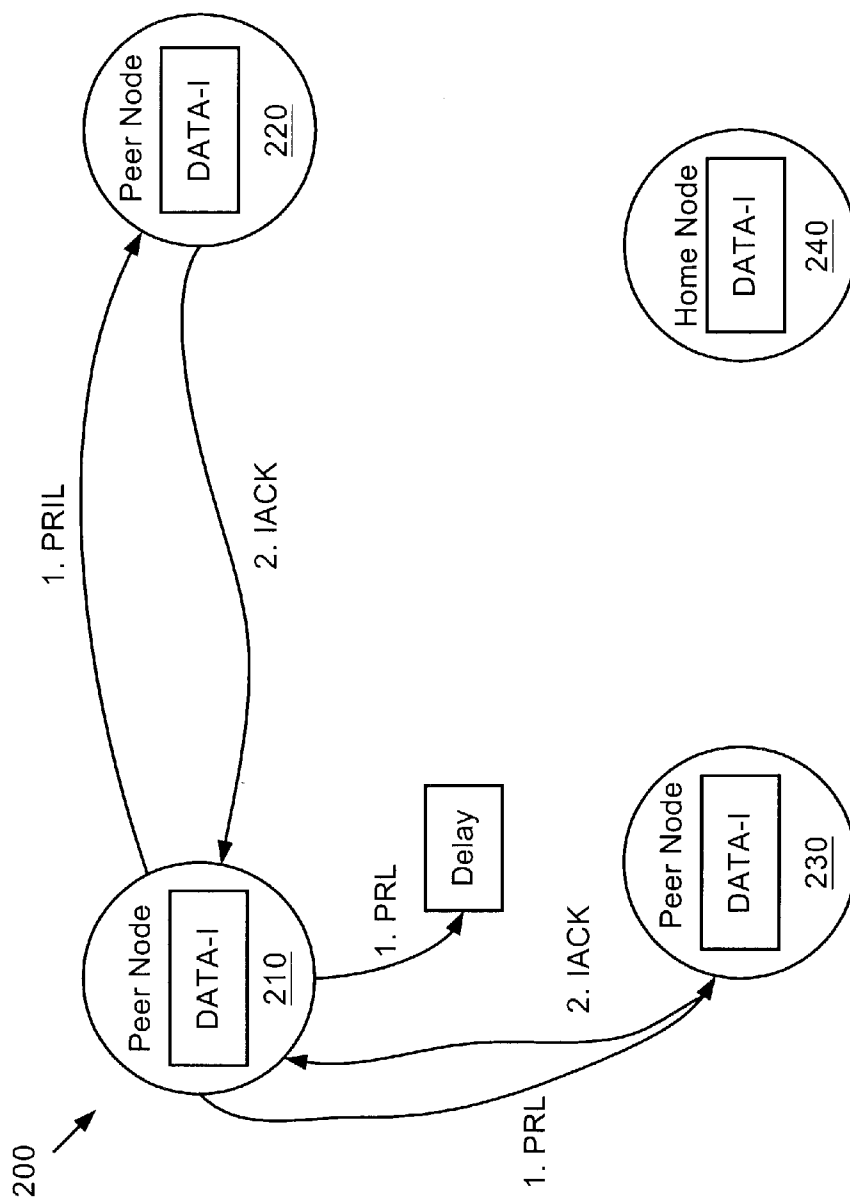 200
Peer Node
DATA-I
210
1. PRIL
2. IACK
Peer Node
DATA-I
220
1. PRL
Delay
1. PRL
2. IACK
Peer Node
DATA-I
230
Home Node
DATA-I
240